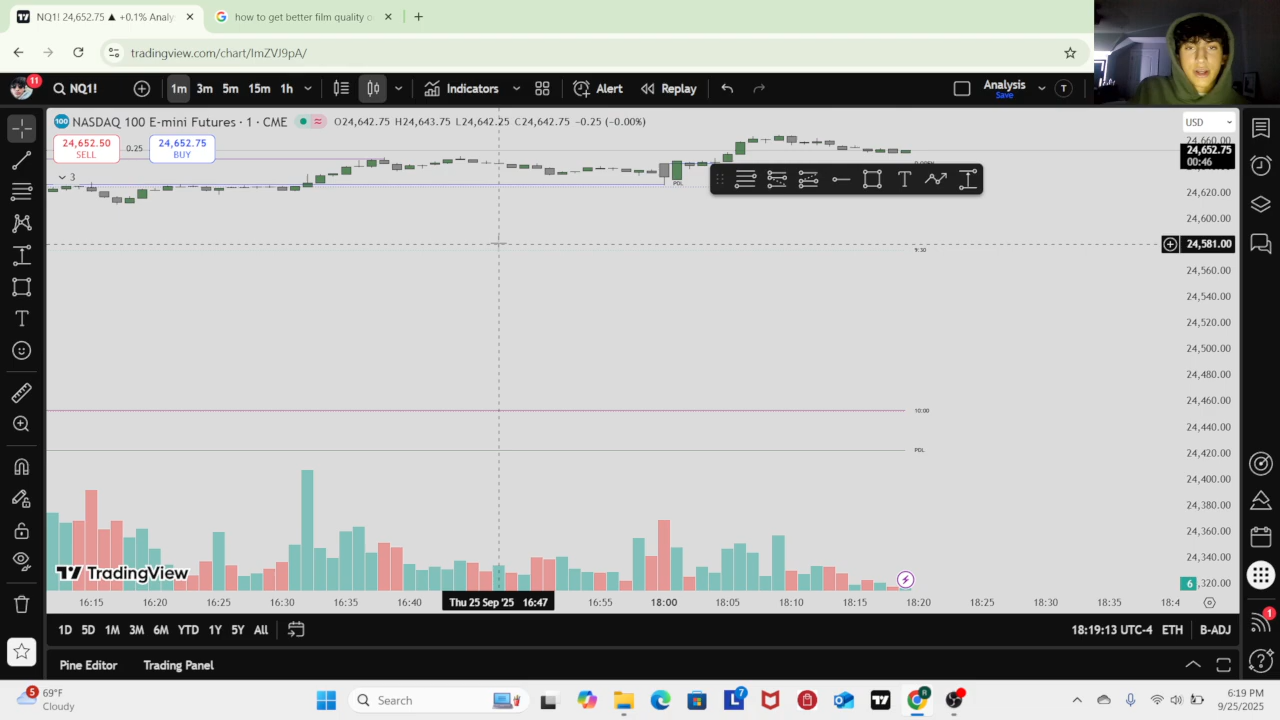 NQ1! 24,652.75 ▲ +0.1% Analy
how to get better film quality o
tradingview.com/chart/ImZVJ9pA/
11
NQ1!
1m 3m 5m 15m 1h
Indicators
Alert
Replay
Analysis
Save
T
100 NASDAQ 100 E-mini Futures · 1 · CME
O24,642.75 H24,643.75 L24,642.25 C24,642.75 −0.25 (−0.00%)
USD
24,652.50
SELL
0.25
24,652.75
BUY
3
PDL
T
24,660.00
24,652.75
00:46
24,620.00
24,600.00
24,581.00
9:30
24,560.00
24,540.00
24,520.00
24,500.00
24,480.00
24,460.00
24,440.00
24,420.00
24,400.00
24,380.00
24,360.00
24,340.00
6
,320.00
10:00
PDL
TradingView
16:15 16:20 16:25 16:30 16:35 16:40 Thu 25 Sep '25 16:47 16:55 18:00 18:05 18:10 18:15 18:20 18:25 18:30 18:35 18:4
1D 5D 1M 3M 6M YTD 1Y 5Y All
18:19:13 UTC-4 ETH B-ADJ
1
Pine Editor Trading Panel
5
69°F
Cloudy
Search
7
6:19 PM
9/25/2025